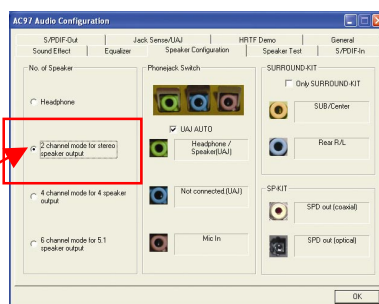 AC97 Audio Configuration
S/PDIF-Out
Jack Sense/UAJ
HRTF Demo
General
Sound Effect
Equalizer
Speaker Configuration
Speaker Test
S/PDIF-In
No. of Speaker
Headphone
2 channel mode for stereo
speaker output
4 channel mode for 4 speaker
output
6 channel mode for 5.1
speaker output
Phonejack Switch
UAJ AUTO
Headphone /
Speaker(UAJ)
Not connected.(UAJ)
Mic In
SURROUND-KIT
Only SURROUND-KIT
SUB/Center
Rear R/L
SP-KIT
SPD out (coaxial)
SPD out (optical)
OK